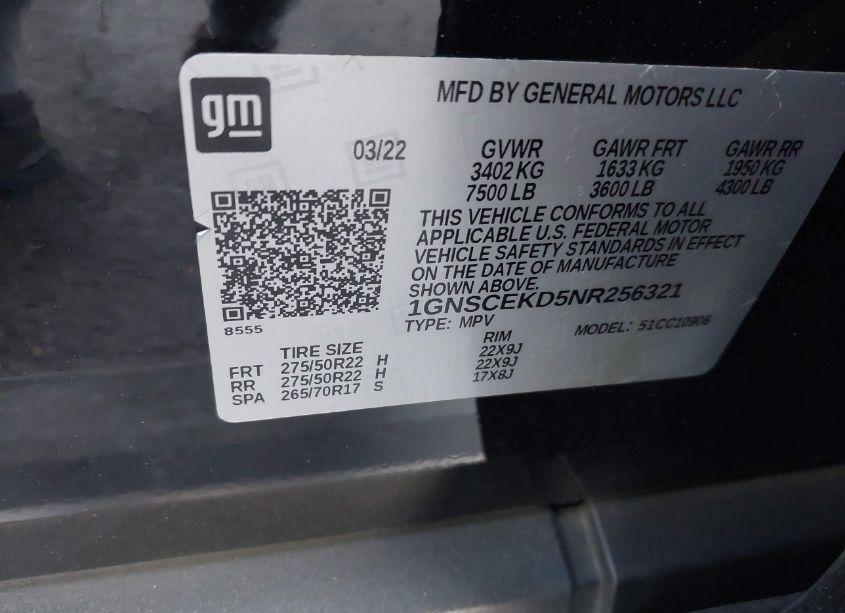 gm
MFD BY GENERAL MOTORS LLC
03/22 GVWR GAWR FRT GAWR RR
3402 KG 1633 KG 1950 KG
7500 LB 3600 LB 4300 LB
THIS VEHICLE CONFORMS TO ALL
APPLICABLE U.S. FEDERAL MOTOR
VEHICLE SAFETY STANDARDS IN EFFECT
ON THE DATE OF MANUFACTURE
SHOWN ABOVE.
1GNSCEKD5NR256321
8555
TYPE: MPV MODEL: 51CC10906
TIRE SIZE RIM
FRT 275/50R22 H 22X9J
RR 275/50R22 H 22X9J
SPA 265/70R17 S 17X8J